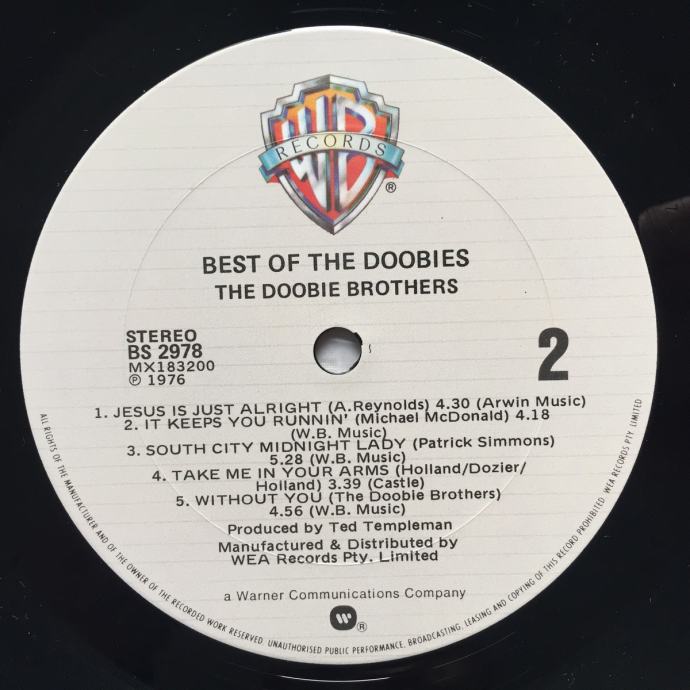 WB
RECORDS
®
BEST OF THE DOOBIES
THE DOOBIE BROTHERS
STEREO
BS 2978
MX183200
℗ 1976
2
1. JESUS IS JUST ALRIGHT (A.Reynolds) 4.30 (Arwin Music)
2. IT KEEPS YOU RUNNIN' (Michael McDonald) 4.18
(W.B. Music)
3. SOUTH CITY MIDNIGHT LADY (Patrick Simmons)
5.28 (W.B. Music)
4. TAKE ME IN YOUR ARMS (Holland/Dozier/
Holland) 3.39 (Castle)
5. WITHOUT YOU (The Doobie Brothers)
4.56 (W.B. Music)
Produced by Ted Templeman
Manufactured & Distributed by
WEA Records Pty. Limited
a Warner Communications Company
®
ALL RIGHTS OF THE MANUFACTURER AND OF THE OWNER OF THE RECORDED WORK RESERVED. UNAUTHORISED PUBLIC PERFORMANCE, BROADCASTING, LEASING AND COPYING OF THIS RECORD PROHIBITED. WEA RECORDS PTY LIMITED